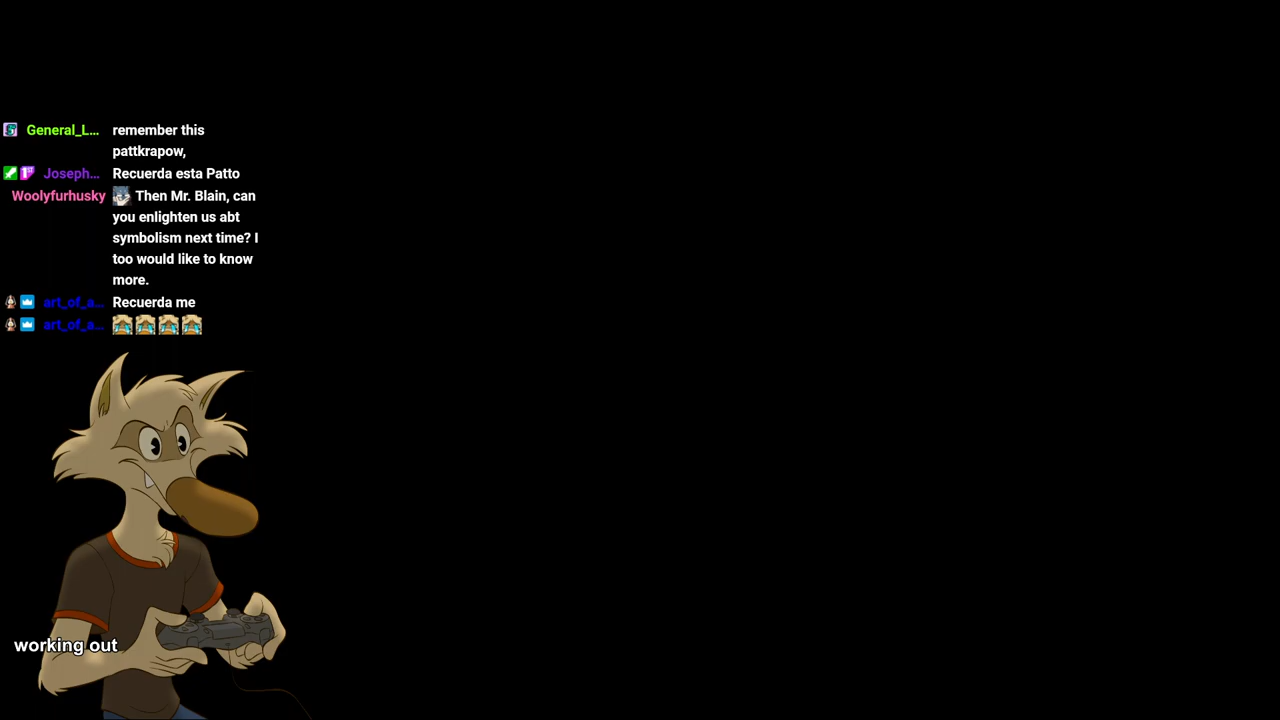 General_L... remember this
pattkrapow,
Joseph... Recuerda esta Patto
Woolyfurhusky Then Mr. Blain, can
you enlighten us abt
symbolism next time? I
too would like to know
more.
art_of_a... Recuerda me
art_of_a...
working out